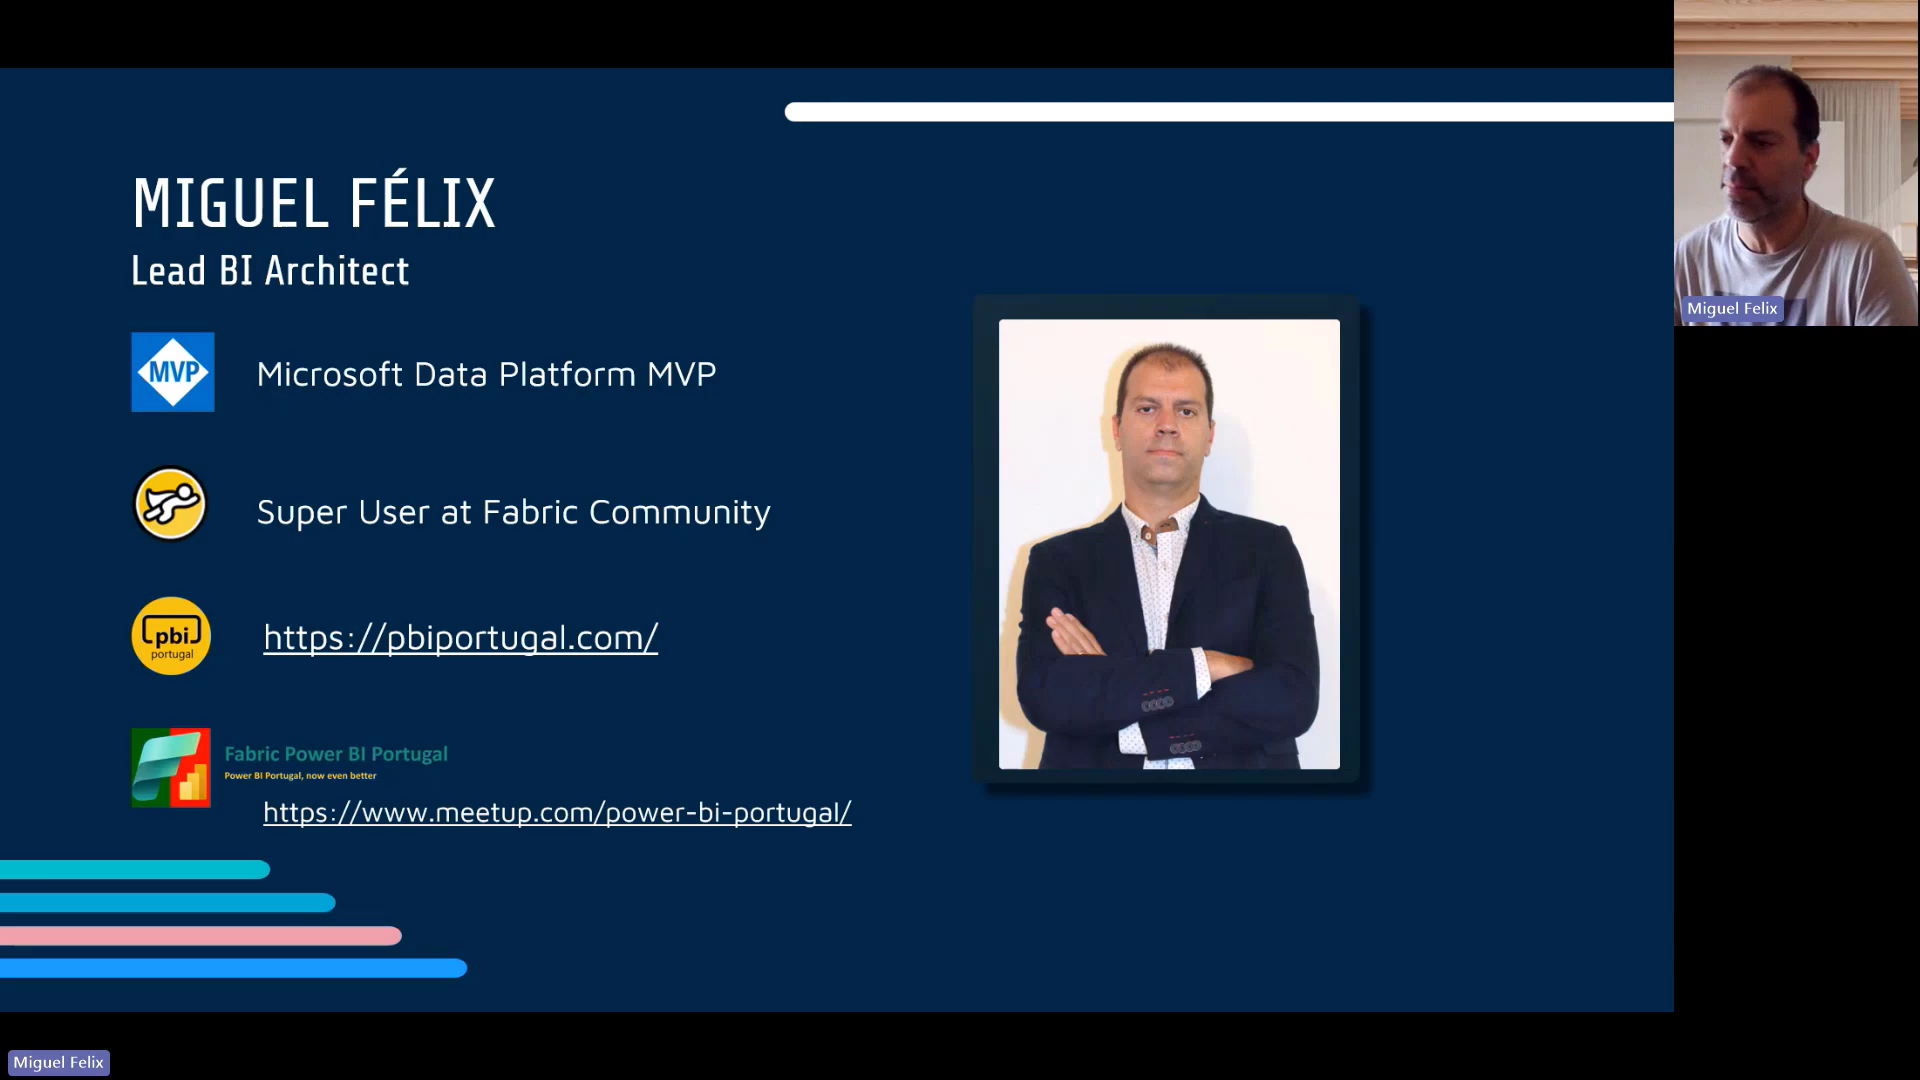 MIGUEL FÉLIX
Lead BI Architect
MVP
Microsoft Data Platform MVP
Super User at Fabric Community
pbi
portugal
https://pbiportugal.com/
Fabric Power BI Portugal
Power BI Portugal, now even better
https://www.meetup.com/power-bi-portugal/
Miguel Felix
Miguel Felix